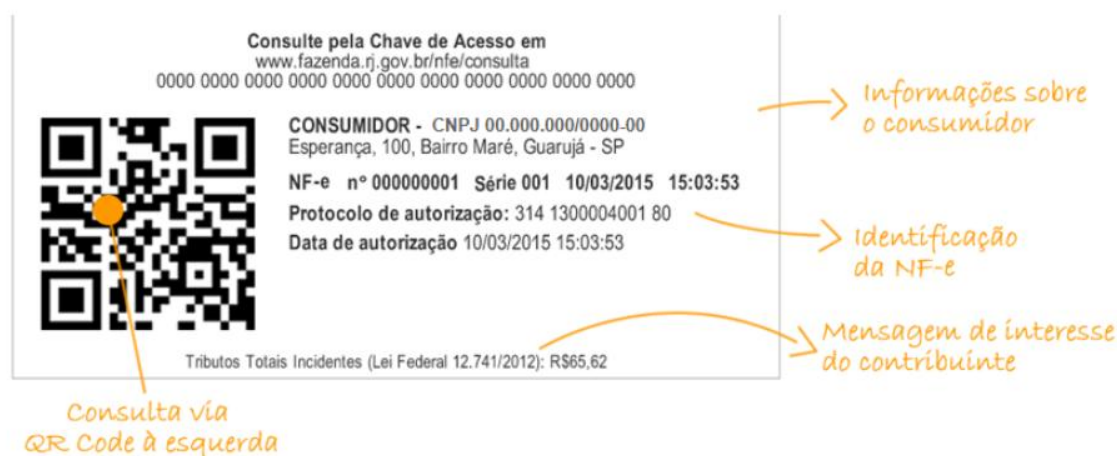 Consulte pela Chave de Acesso em
www.fazenda.rj.gov.br/nfe/consulta
0000 0000 0000 0000 0000 0000 0000 0000 0000 0000 0000
CONSUMIDOR - CNPJ 00.000.000/0000-00
Esperança, 100, Bairro Maré, Guarujá - SP
NF-e nº 000000001 Série 001 10/03/2015 15:03:53
Protocolo de autorização: 314 1300004001 80
Data de autorização 10/03/2015 15:03:53
Tributos Totais Incidentes (Lei Federal 12.741/2012): R$65,62
Informações sobre
o consumidor
Identificação
da NF-e
Mensagem de interesse
do contribuinte
Consulta via
QR Code à esquerda